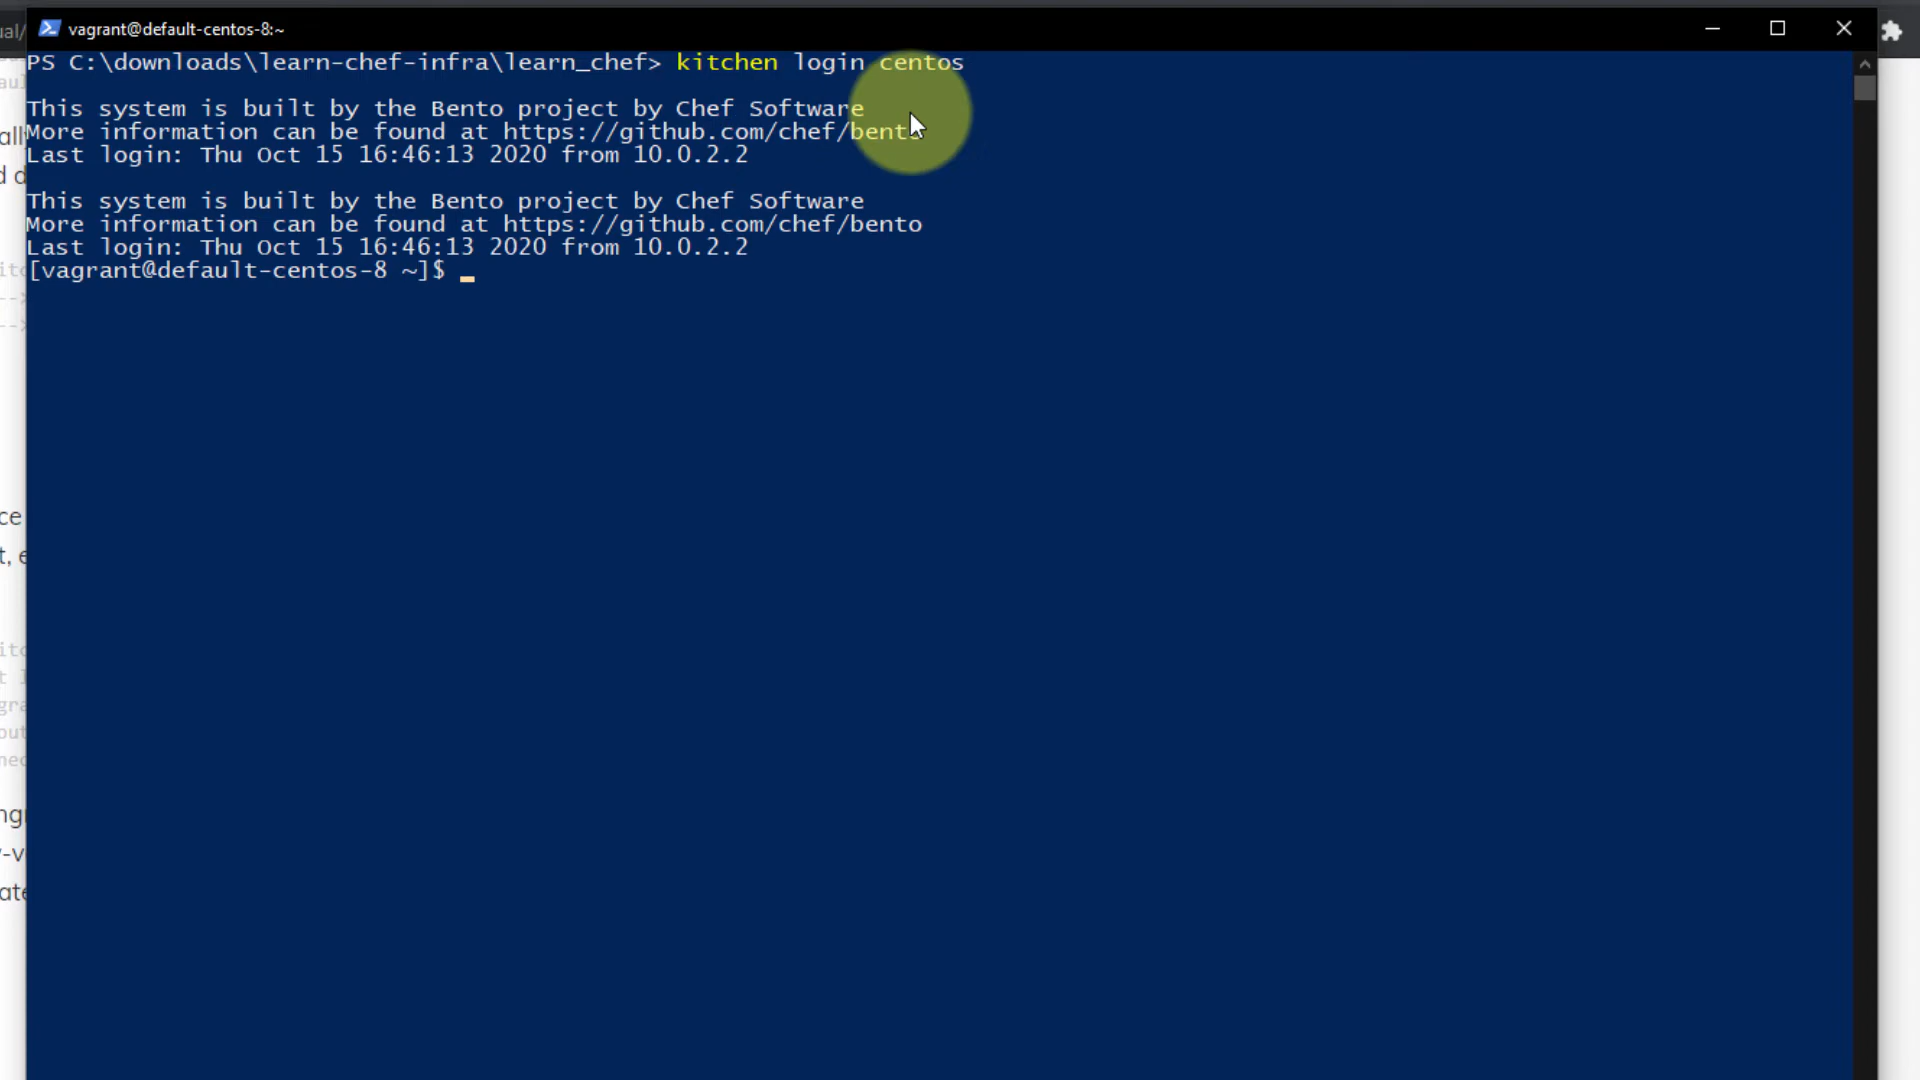 vagrant@default-centos-8:~
PS C:\downloads\learn-chef-infra\learn_chef> kitchen login centos
This system is built by the Bento project by Chef Software
More information can be found at https://github.com/chef/bento
Last login: Thu Oct 15 16:46:13 2020 from 10.0.2.2
This system is built by the Bento project by Chef Software
More information can be found at https://github.com/chef/bento
Last login: Thu Oct 15 16:46:13 2020 from 10.0.2.2
[vagrant@default-centos-8 ~]$